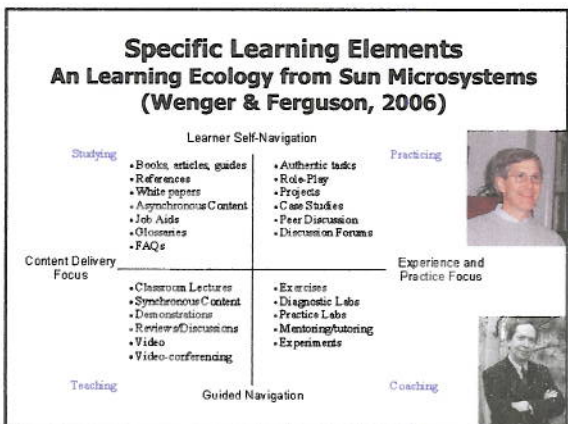 Specific Learning Elements
An Learning Ecology from Sun Microsystems
(Wenger & Ferguson, 2006)
Learner Self-Navigation
Studying
• Books, articles, guides
• References
• White papers
• Asynchronous Content
• Job Aids
• Glossaries
• FAQs
Practicing
• Authentic tasks
• Role-Play
• Projects
• Case Studies
• Peer Discussion
• Discussion Forums
Content Delivery
Focus
Experience and
Practice Focus
• Classroom Lectures
• Synchronous Content
• Demonstrations
• Reviews/Discussions
• Video
• Video-conferencing
• Exercises
• Diagnostic Labs
• Practice Labs
• Mentoring/tutoring
• Experiments
Teaching
Guided Navigation
Coaching